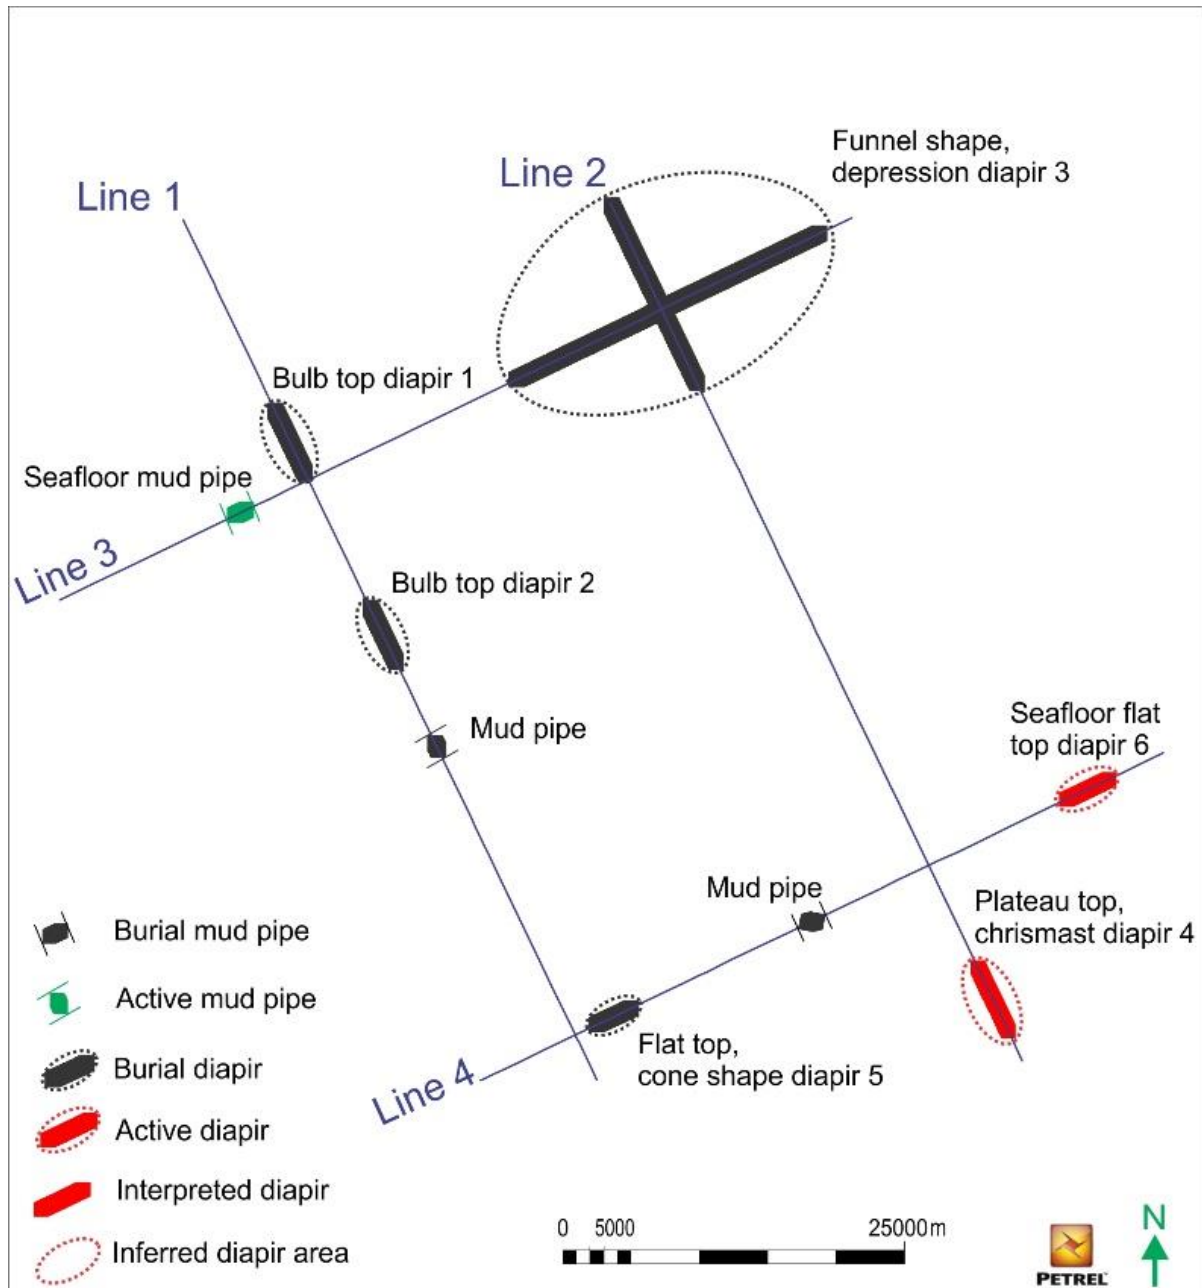 Funnel shape,
depression diapir 3
Line 2
Line 1
Bulb top diapir 1
Seafloor mud pipe
Line 3
Bulb top diapir 2
Mud pipe
Seafloor flat
top diapir 6
Mud pipe
Plateau top,
chrismast diapir 4
Flat top,
cone shape diapir 5
Line 4
Burial mud pipe
Active mud pipe
Burial diapir
Active diapir
Interpreted diapir
Inferred diapir area
0 5000 25000m
PETREL
N